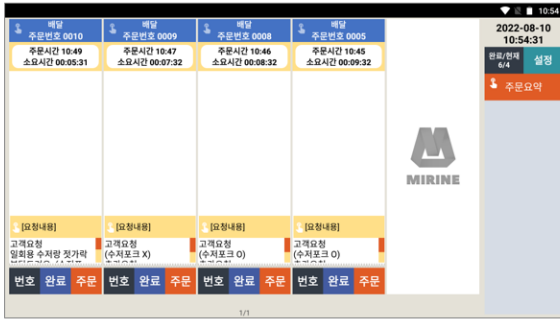 10:54
배달
주문번호 0010
주문시간 10:49
소요시간 00:05:31
[요청내용]
고객요청
일회용 수저랑 젓가락
번호 완료 주문
배달
주문번호 0009
주문시간 10:47
소요시간 00:07:32
[요청내용]
고객요청
(수저포크 X)
번호 완료 주문
배달
주문번호 0008
주문시간 10:46
소요시간 00:08:32
[요청내용]
고객요청
(수저포크 O)
번호 완료 주문
배달
주문번호 0005
주문시간 10:45
소요시간 00:09:32
[요청내용]
고객요청
(수저포크 O)
번호 완료 주문
MIRINE
2022-08-10
10:54:31
완료/현재
6/4
설정
주문요약
1/1